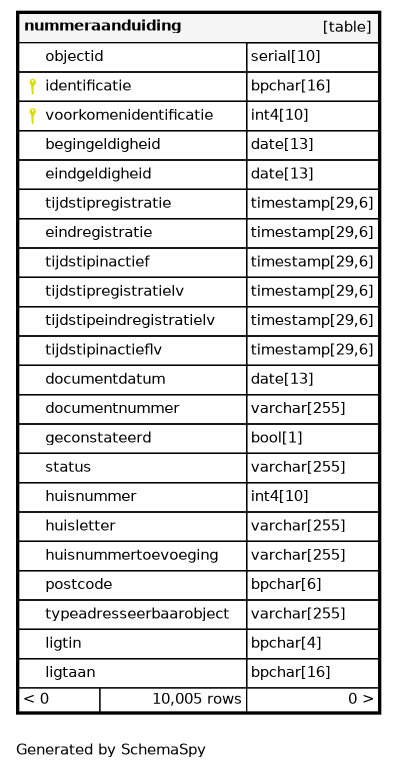 nummeraanduiding [table]
objectid serial[10]
identificatie bpchar[16]
voorkomenidentificatie int4[10]
begingeldigheid date[13]
eindgeldigheid date[13]
tijdstipregistratie timestamp[29,6]
eindregistratie timestamp[29,6]
tijdstipinactief timestamp[29,6]
tijdstipregistratielv timestamp[29,6]
tijdstipeindregistratielv timestamp[29,6]
tijdstipinactieflv timestamp[29,6]
documentdatum date[13]
documentnummer varchar[255]
geconstateerd bool[1]
status varchar[255]
huisnummer int4[10]
huisletter varchar[255]
huisnummertoevoeging varchar[255]
postcode bpchar[6]
typeadresseerbaarobject varchar[255]
ligtin bpchar[4]
ligtaan bpchar[16]
< 0 10,005 rows 0 >
Generated by SchemaSpy